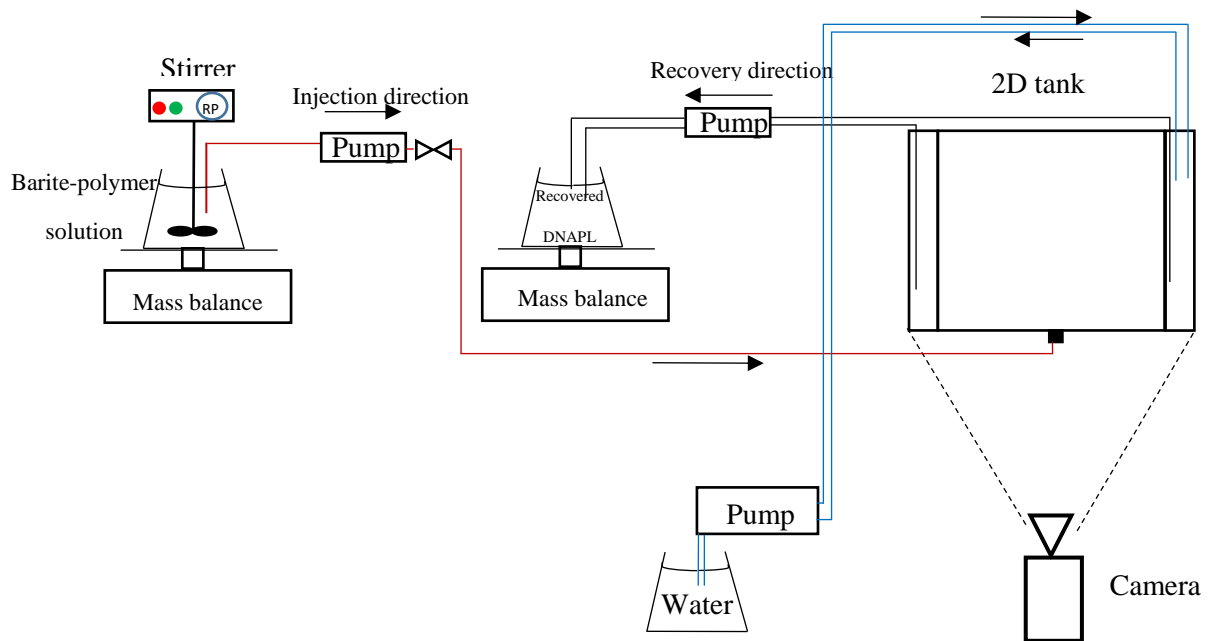 Stirrer
RP
Injection direction
Pump
Barite-polymer
solution
Mass balance
Recovery direction
Pump
Recovered
DNAPL
Mass balance
2D tank
Pump
Water
Camera